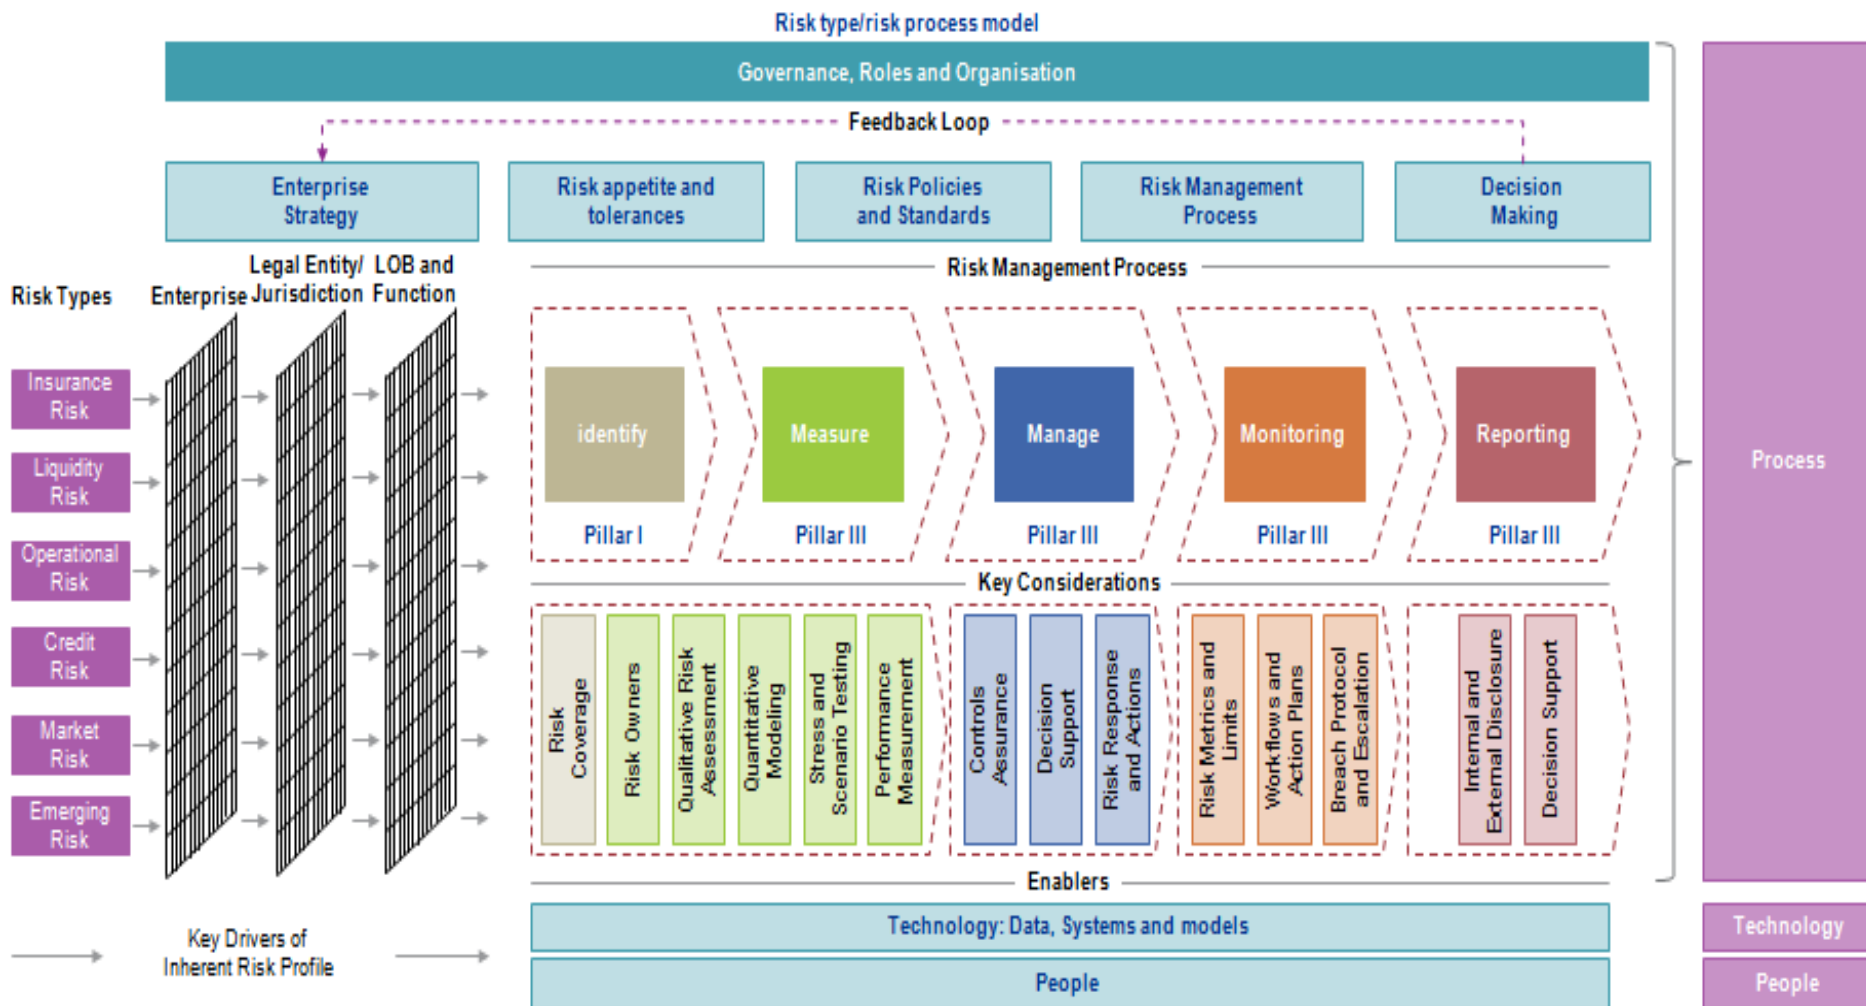 Risk type/risk process model
Governance, Roles and Organisation
Feedback Loop
Enterprise
Strategy
Risk appetite and
tolerances
Risk Policies
and Standards
Risk Management
Process
Decision
Making
Risk Types
Enterprise
Legal Entity/
Jurisdiction
LOB and
Function
Risk Management Process
Insurance
Risk
Liquidity
Risk
Operational
Risk
Credit
Risk
Market
Risk
Emerging
Risk
identify
Measure
Manage
Monitoring
Reporting
Pillar I
Pillar III
Pillar III
Pillar III
Pillar III
Key Considerations
Risk
Coverage
Risk Owners
Qualitative Risk
Assessment
Quantitative
Modeling
Stress and
Scenario Testing
Performance
Measurement
Controls
Assurance
Decision
Support
Risk Response
and Actions
Risk Metrics and
Limits
Workflows and
Action Plans
Breach Protocol
and Escalation
Internal and
External Disclosure
Decision Support
Enablers
Key Drivers of
Inherent Risk Profile
Technology: Data, Systems and models
People
Process
Technology
People